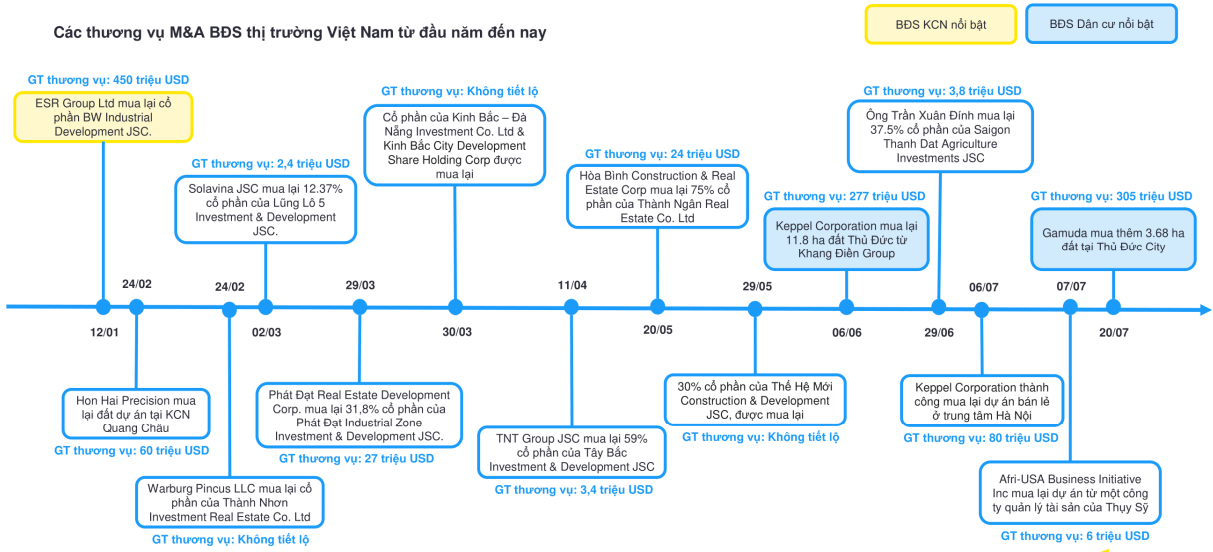 BĐS KCN nổi bật
BĐS Dân cư nổi bật
Các thương vụ M&A BĐS thị trường Việt Nam từ đầu năm đến nay
GT thương vụ: 450 triệu USD
ESR Group Ltd mua lại cổ
phần BW Industrial
Development JSC.
GT thương vụ: 2,4 triệu USD
Solavina JSC mua lại 12.37%
cổ phần của Lũng Lô 5
Investment & Development
JSC.
GT thương vụ: Không tiết lộ
Cổ phần của Kinh Bắc – Đà
Nẵng Investment Co. Ltd &
Kinh Bắc City Development
Share Holding Corp được
mua lại
GT thương vụ: 24 triệu USD
Hòa Bình Construction & Real
Estate Corp mua lại 75% cổ
phần của Thành Ngân Real
Estate Co. Ltd
GT thương vụ: 277 triệu USD
Keppel Corporation mua lại
11.8 ha đất Thủ Đức từ
Khang Điền Group
GT thương vụ: 3,8 triệu USD
Ông Trần Xuân Đính mua lại
37.5% cổ phần của Saigon
Thanh Dat Agriculture
Investments JSC
GT thương vụ: 305 triệu USD
Gamuda mua thêm 3.68 ha
đất tại Thủ Đức City
24/02
24/02
29/03
11/04
29/05
06/07
07/07
12/01
02/03
30/03
20/05
06/06
29/06
20/07
Hon Hai Precision mua
lại đất dự án tại KCN
Quang Châu
GT thương vụ: 60 triệu USD
Warburg Pincus LLC mua lại cổ
phần của Thành Nhơn
Investment Real Estate Co. Ltd
GT thương vụ: Không tiết lộ
Phát Đạt Real Estate Development
Corp. mua lại 31,8% cổ phần của
Phát Đạt Industrial Zone
Investment & Development JSC.
GT thương vụ: 27 triệu USD
TNT Group JSC mua lại 59%
cổ phần của Tây Bắc
Investment & Development JSC
GT thương vụ: 3,4 triệu USD
30% cổ phần của Thế Hệ Mới
Construction & Development
JSC, được mua lại
GT thương vụ: Không tiết lộ
Keppel Corporation thành
công mua lại dự án bán lẻ
ở trung tâm Hà Nội
GT thương vụ: 80 triệu USD
Afri-USA Business Initiative
Inc mua lại dự án từ một công
ty quản lý tài sản của Thụy Sỹ
GT thương vụ: 6 triệu USD